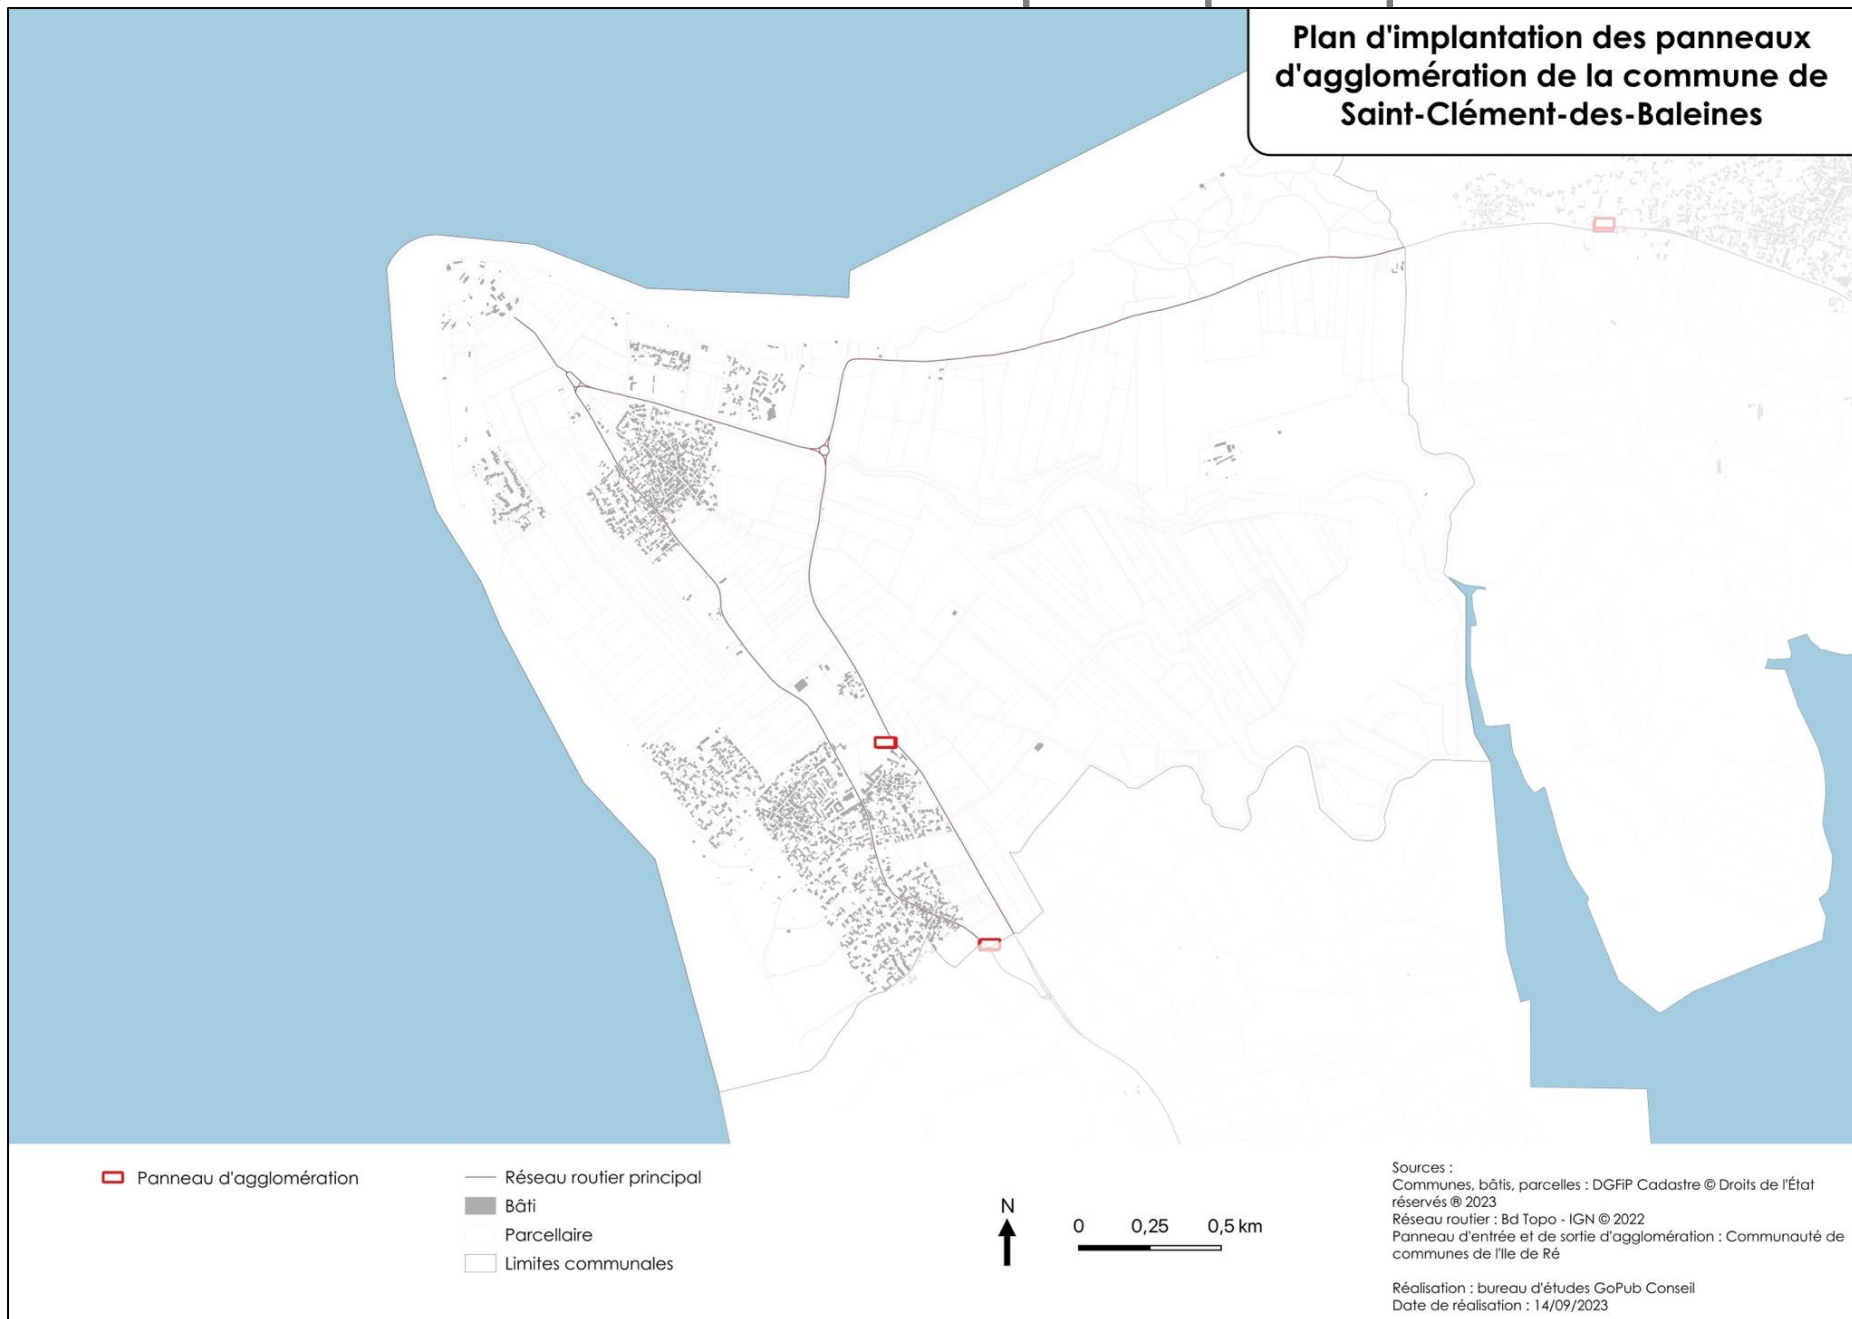 Plan d'implantation des panneaux
d'agglomération de la commune de
Saint-Clément-des-Baleines
Panneau d'agglomération
Réseau routier principal
Bâti
Parcellaire
Limites communales
N
0 0,25 0,5 km
Sources :
Communes, bâtis, parcelles : DGFiP Cadastre © Droits de l'État
réservés ® 2023
Réseau routier : Bd Topo - IGN © 2022
Panneau d'entrée et de sortie d'agglomération : Communauté de
communes de l'Ile de Ré
Réalisation : bureau d'études GoPub Conseil
Date de réalisation : 14/09/2023